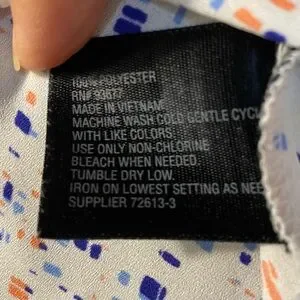 100% POLYESTER
RN# 93677
MADE IN VIETNAM
MACHINE WASH COLD GENTLE CYCL
WITH LIKE COLORS.
USE ONLY NON-CHLORINE
BLEACH WHEN NEEDED.
TUMBLE DRY LOW.
IRON ON LOWEST SETTING AS NEE
SUPPLIER 72613-3